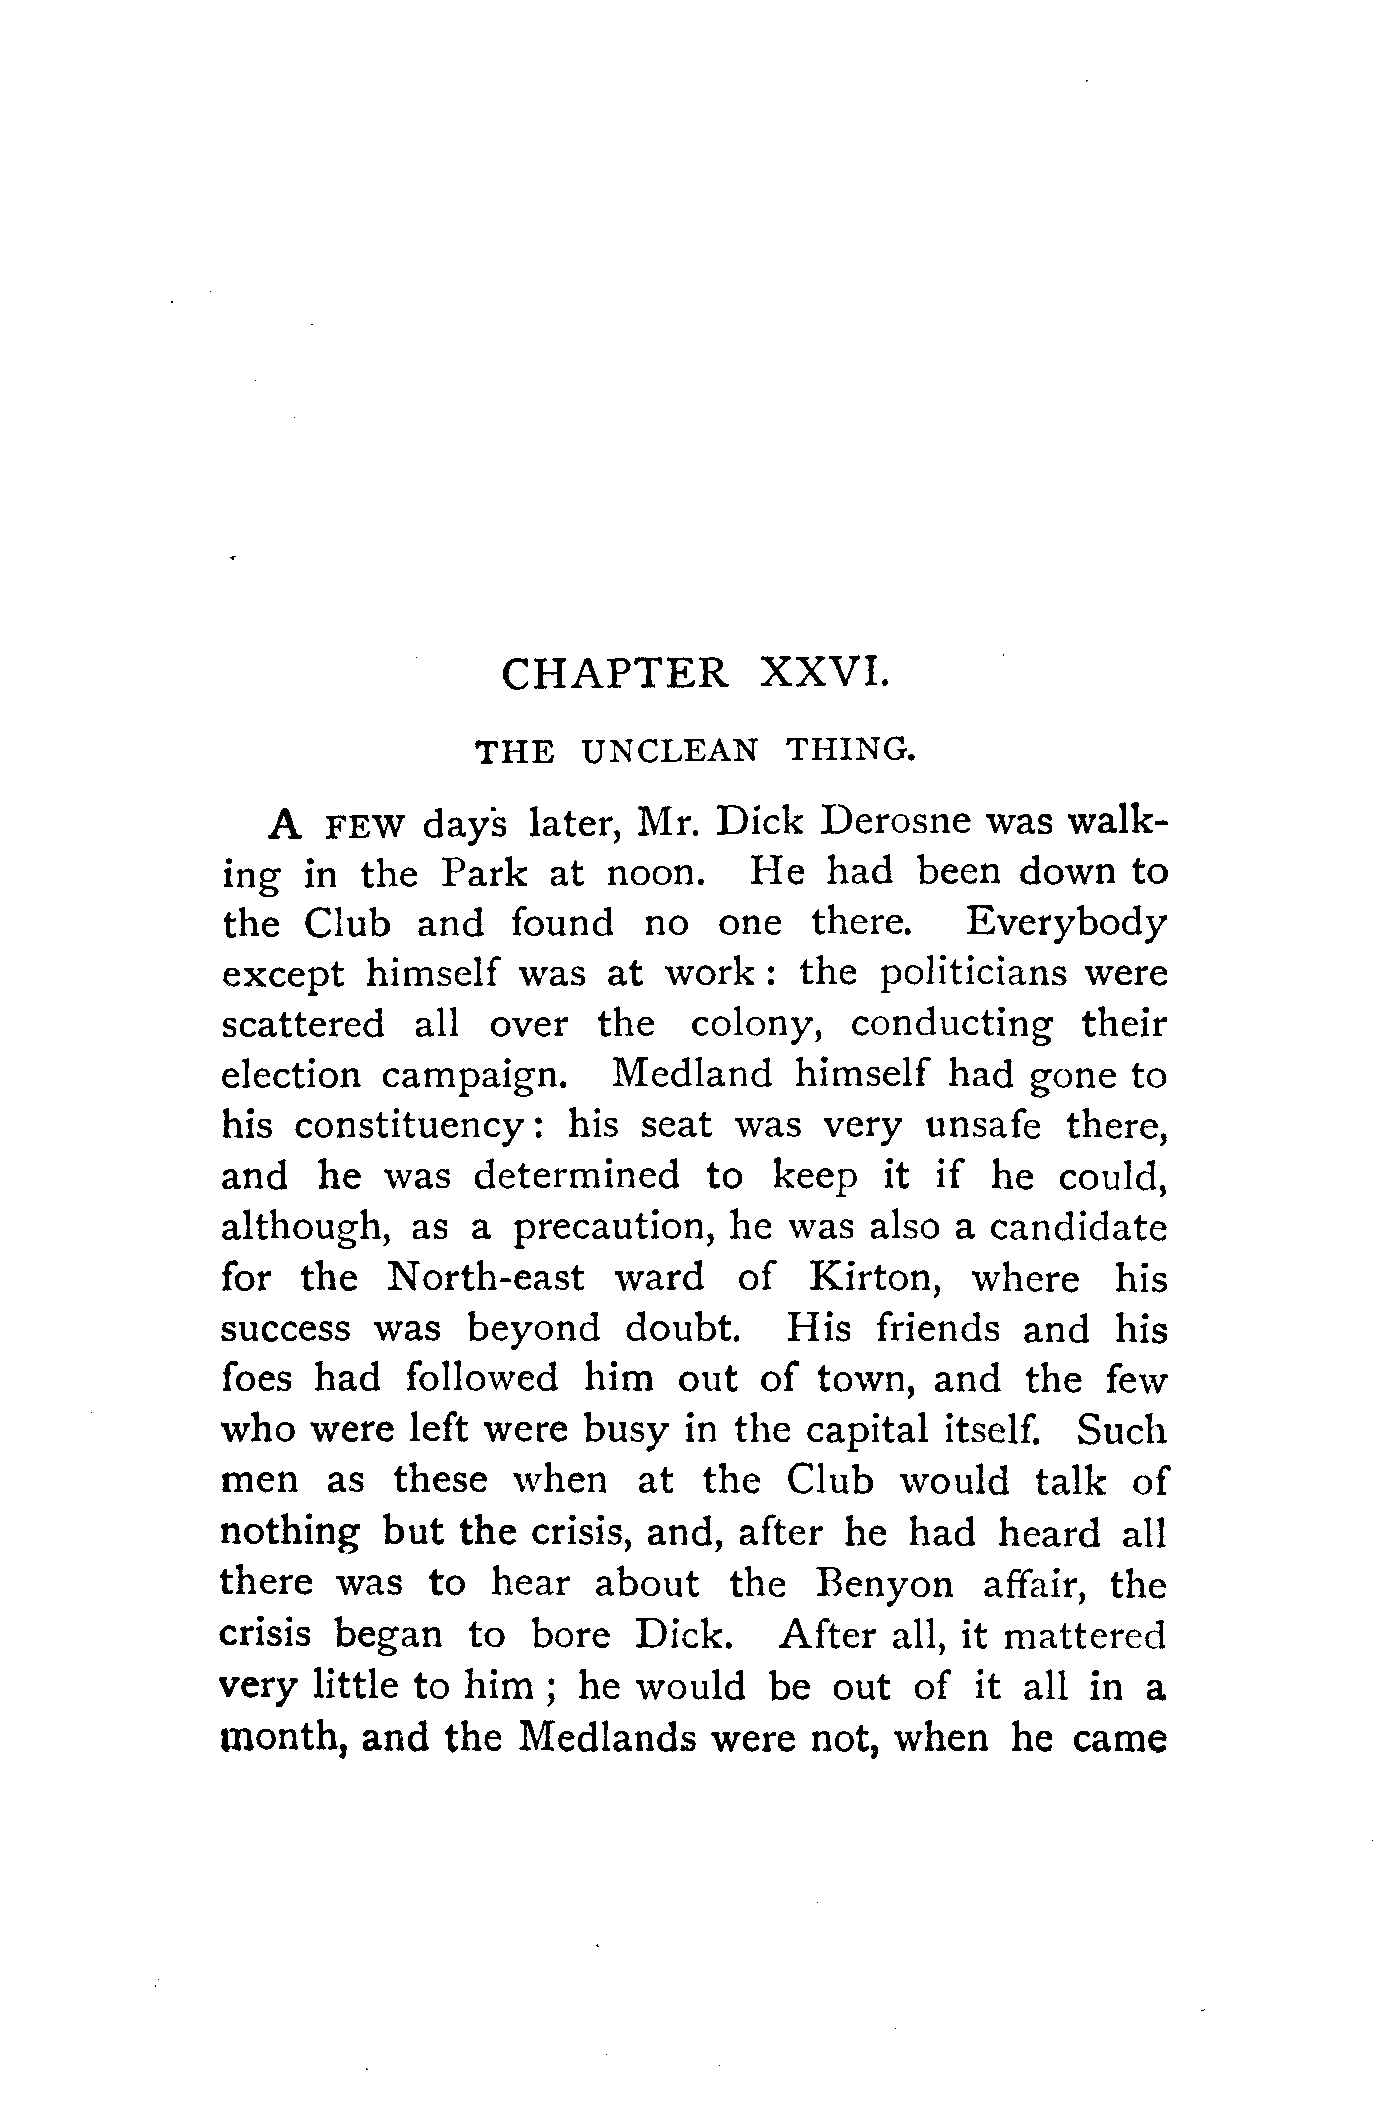 CHAPTER XXVI.
THE UNCLEAN THING.
A FEW days later, Mr. Dick Derosne was walk-
ing in the Park at noon. He had been down to
the Club and found no one there. Everybody
except himself was at work : the politicians were
scattered all over the colony, conducting their
election campaign. Medland himself had gone to
his constituency : his seat was very unsafe there,
and he was determined to keep it if he could,
although, as a precaution, he was also a candidate
for the North-east ward of Kirton, where his
success was beyond doubt. His friends and his
foes had followed him out of town, and the few
who were left were busy in the capital itself. Such
men as these when at the Club would talk of
nothing but the crisis, and, after he had heard all
there was to hear about the Benyon affair, the
crisis began to bore Dick. After all, it mattered
very little to him ; he would be out of it all in a
month, and the Medlands were not, when he came